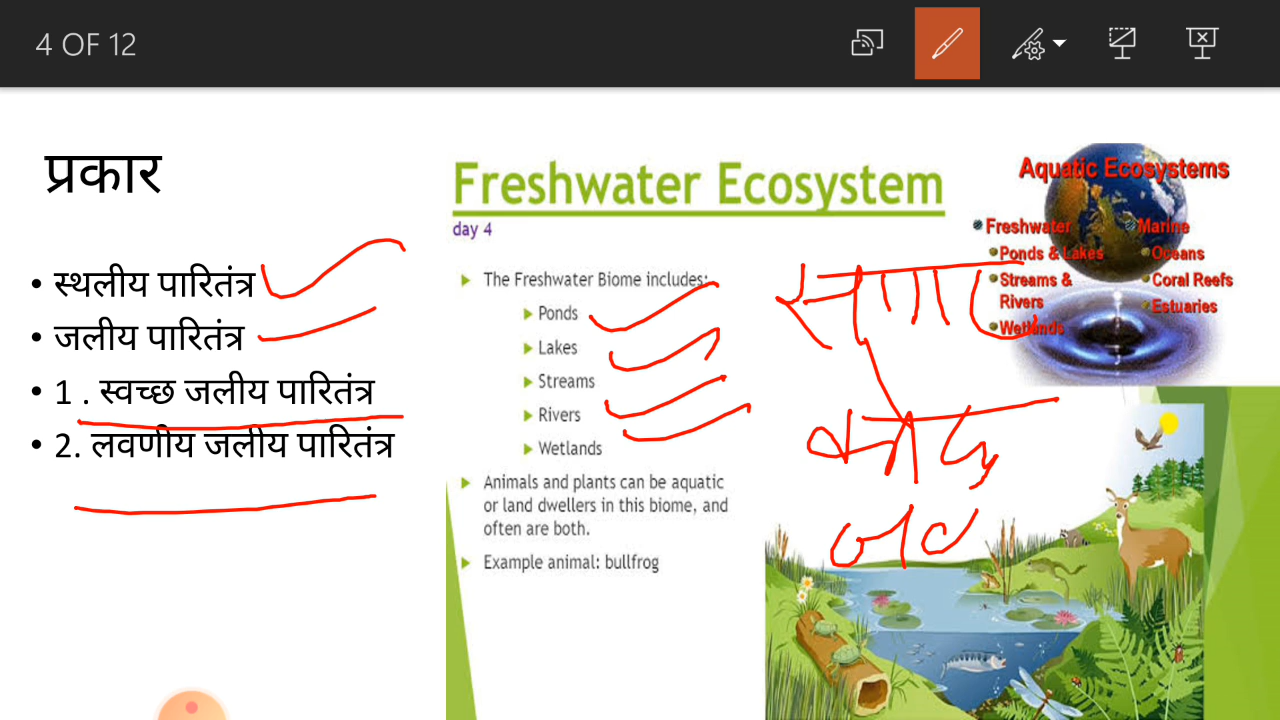 4 OF 12
प्रकार
• स्थलीय पारितंत्र
• जलीय पारितंत्र
• 1 . स्वच्छ जलीय पारितंत्र
• 2. लवणीय जलीय पारितंत्र
Freshwater Ecosystem
day 4
The Freshwater Biome includes:
Ponds
Lakes
Streams
Rivers
Wetlands
Animals and plants can be aquatic
or land dwellers in this biome, and
often are both.
Example animal: bullfrog
Aquatic Ecosystems
Freshwater
Ponds & Lakes
Streams &
Rivers
Wetlands
Marine
Oceans
Coral Reefs
Estuaries